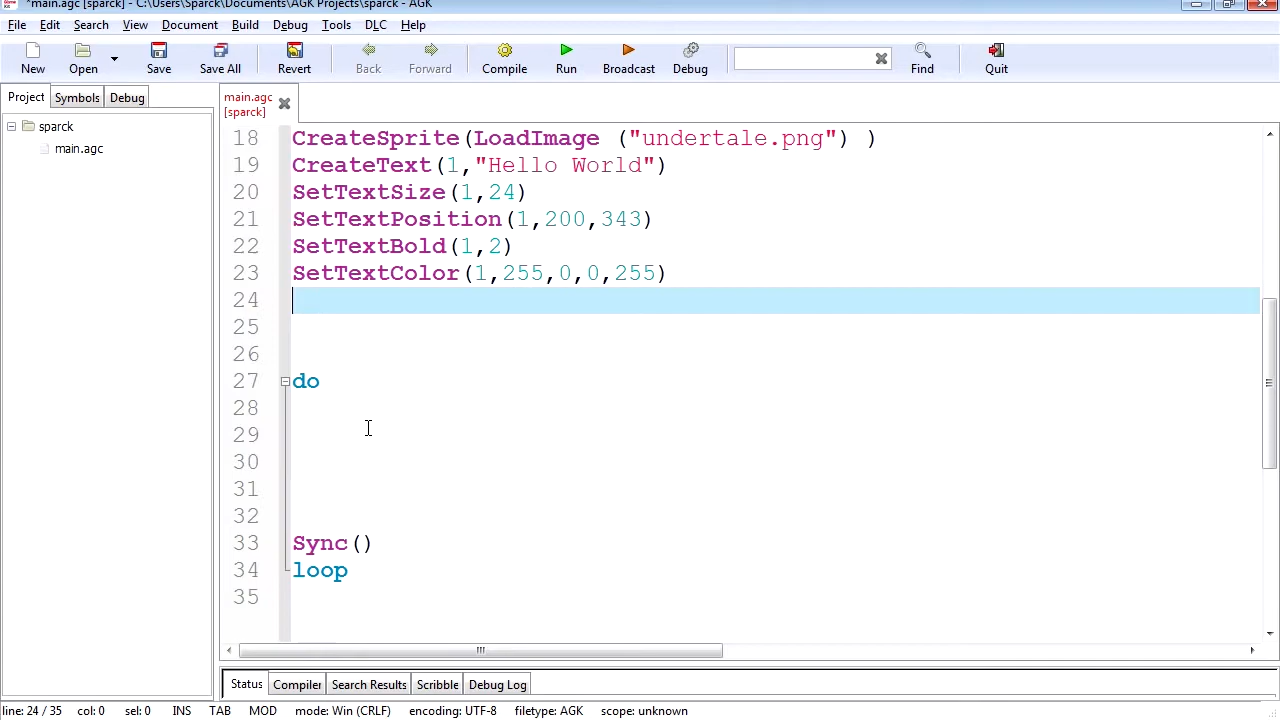 *main.agc [sparck] - C:\Users\Sparck\Documents\AGK Projects\sparck - AGK
File Edit Search View Document Build Debug Tools DLC Help
New Open Save Save All Revert Back Forward Compile Run Broadcast Debug Find Quit
Project Symbols Debug
main.agc
[sparck]
sparck
main.agc
18 CreateSprite(LoadImage ("undertale.png") )
19 CreateText(1,"Hello World")
20 SetTextSize(1,24)
21 SetTextPosition(1,200,343)
22 SetTextBold(1,2)
23 SetTextColor(1,255,0,0,255)
24
25
26
27 do
28
29
30
31
32
33 Sync()
34 loop
35
Status Compiler Search Results Scribble Debug Log
line: 24 / 35 col: 0 sel: 0 INS TAB MOD mode: Win (CRLF) encoding: UTF-8 filetype: AGK scope: unknown